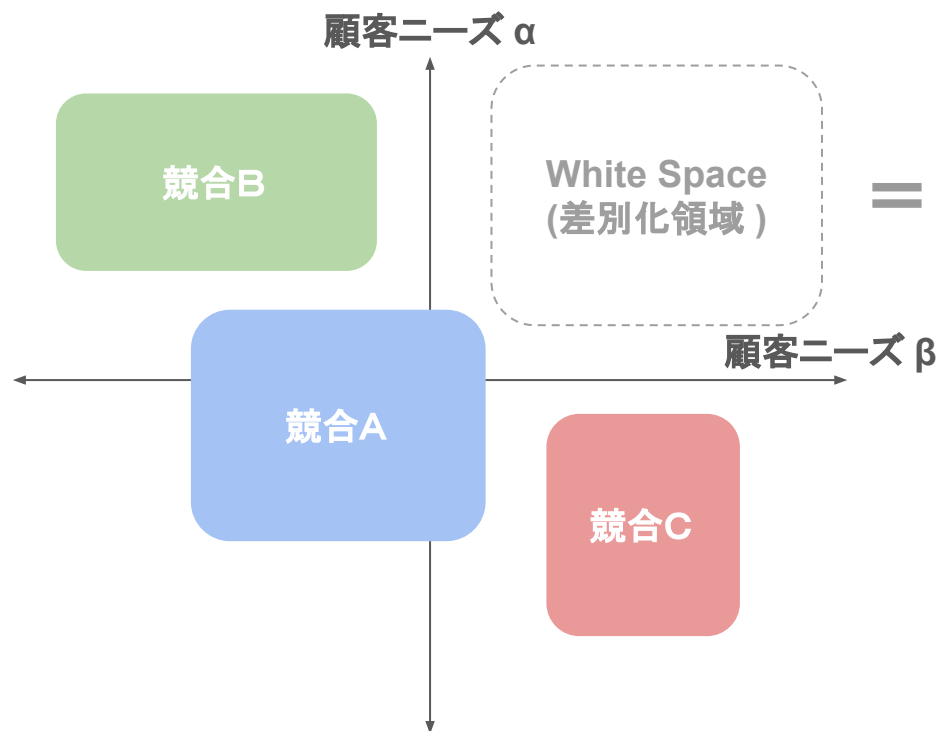 顧客ニーズ α
競合B
White Space
(差別化領域 )
=
顧客ニーズ β
競合A
競合C